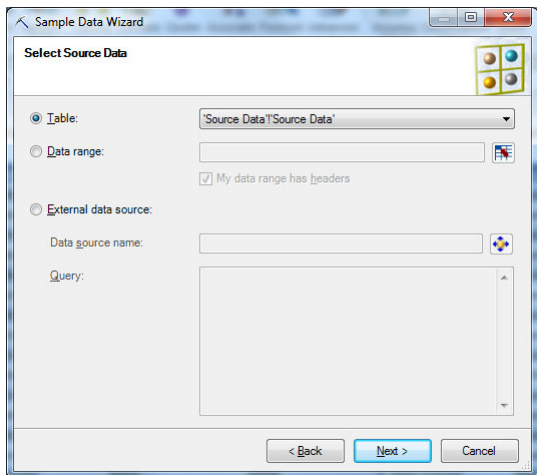 Sample Data Wizard
Select Source Data
Table:
'Source Data'!'Source Data'
Data range:
My data range has headers
External data source:
Data source name:
Query:
< Back
Next >
Cancel